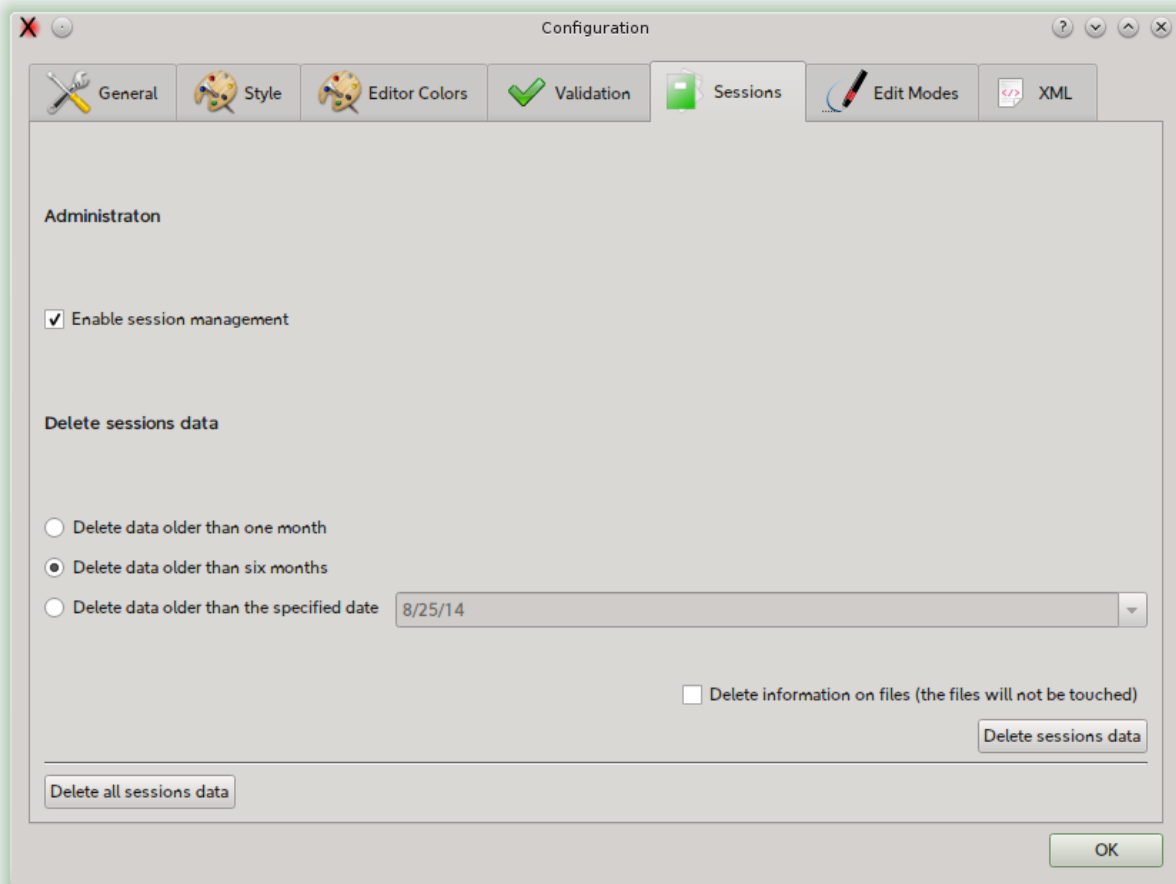 Configuration
General Style Editor Colors Validation Sessions Edit Modes XML
Administraton
Enable session management
Delete sessions data
Delete data older than one month
Delete data older than six months
Delete data older than the specified date 8/25/14
Delete information on files (the files will not be touched)
Delete sessions data
Delete all sessions data
OK